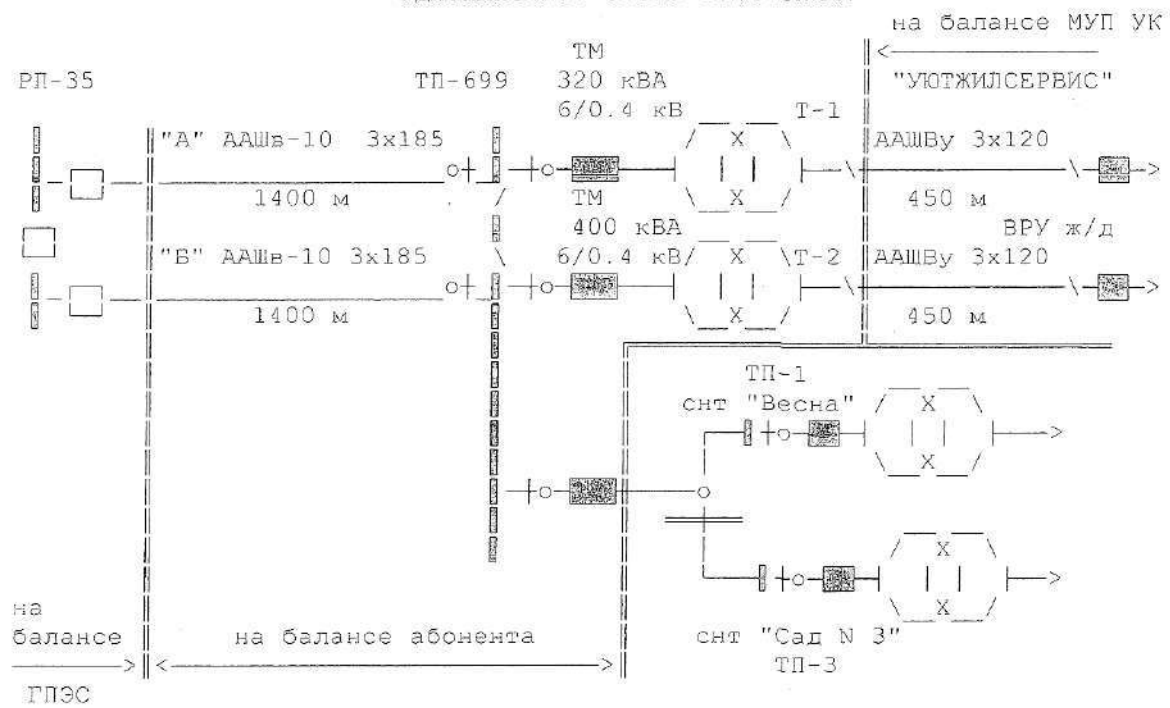 на балансе МУП УК
ТМ
РП-35 ТП-699 320 кВА "УЮТЖИЛСЕРВИС"
6/0.4 кВ Т-1
"А" ААШв-10 3х185 ААШВу 3х120
1400 м ТМ 450 м
400 кВА ВРУ ж/д
"Б" ААШв-10 3х185 6/0.4 кВ Т-2 ААШВу 3х120
1400 м 450 м
ТП-1
снт "Весна"
на
балансе на балансе абонента снт "Сад N 3"
ТП-3
ГПЭС